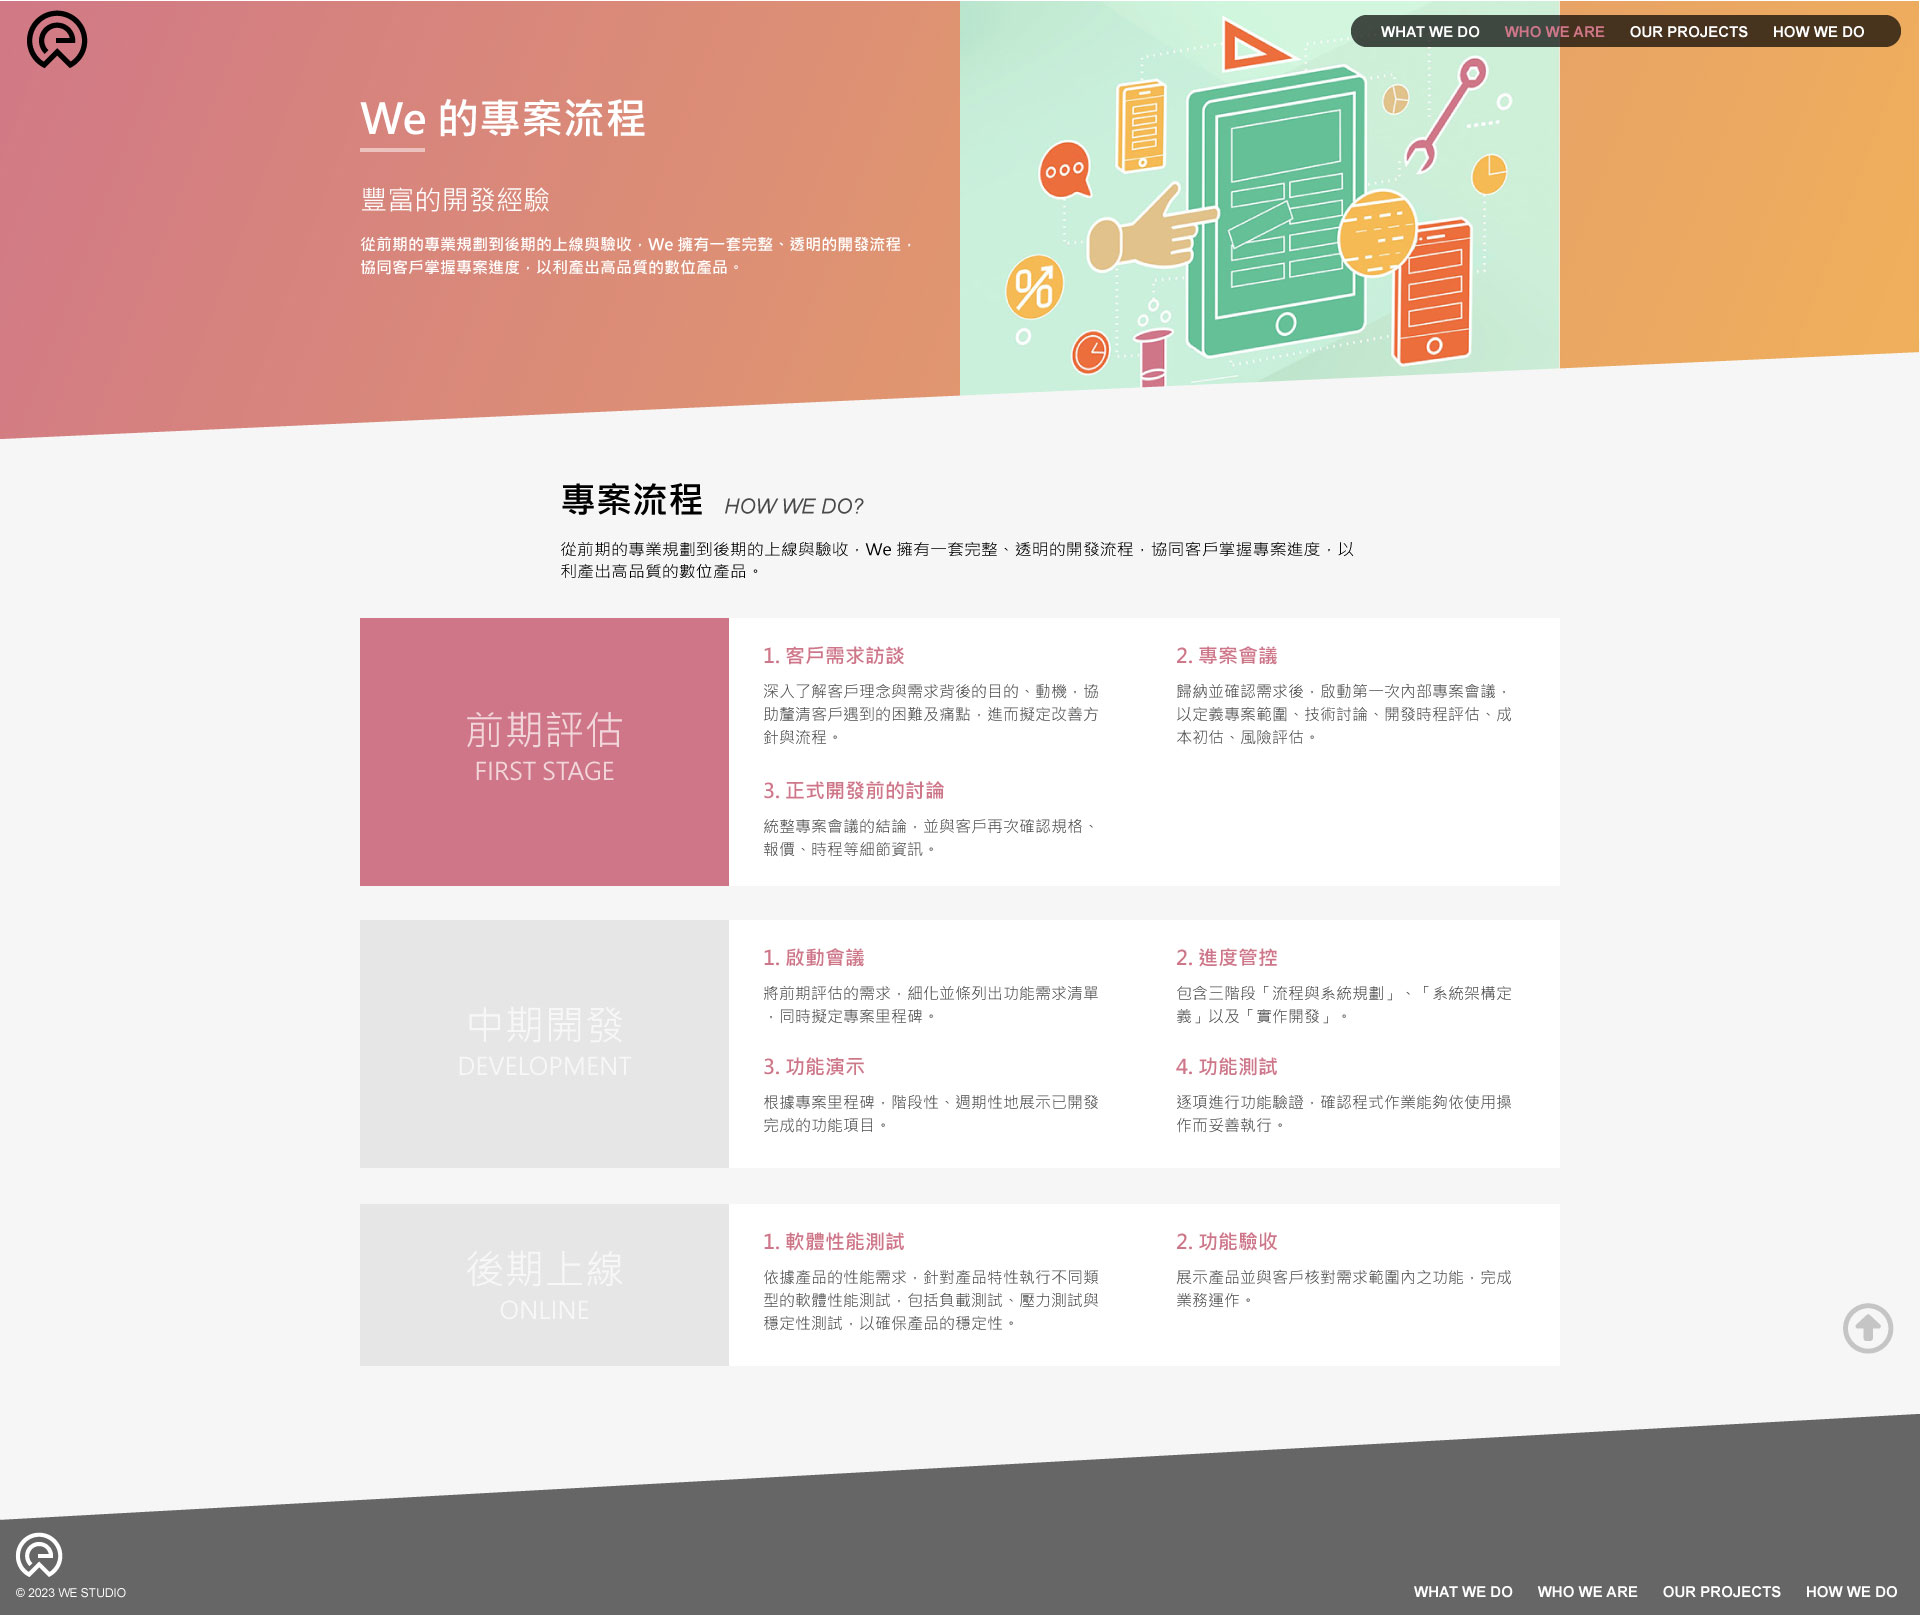 WHAT WE DO WHO WE ARE OUR PROJECTS HOW WE DO
We 的專案流程
豐富的開發經驗
從前期的專業規劃到後期的上線與驗收，We 擁有一套完整、透明的開發流程，
協同客戶掌握專案進度，以利產出高品質的數位產品。
專案流程 HOW WE DO?
從前期的專業規劃到後期的上線與驗收，We 擁有一套完整、透明的開發流程，協同客戶掌握專案進度，以
利產出高品質的數位產品。
前期評估
FIRST STAGE
1. 客戶需求訪談
深入了解客戶理念與需求背後的目的、動機，協
助釐清客戶遇到的困難及痛點，進而擬定改善方
針與流程。
2. 專案會議
歸納並確認需求後，啟動第一次內部專案會議，
以定義專案範圍、技術討論、開發時程評估、成
本初估、風險評估。
3. 正式開發前的討論
統整專案會議的結論，並與客戶再次確認規格、
報價、時程等細節資訊。
中期開發
DEVELOPMENT
1. 啟動會議
將前期評估的需求，細化並條列出功能需求清單
，同時擬定專案里程碑。
2. 進度管控
包含三階段「流程與系統規劃」、「系統架構定
義」以及「實作開發」。
3. 功能演示
根據專案里程碑，階段性、週期性地展示已開發
完成的功能項目。
4. 功能測試
逐項進行功能驗證，確認程式作業能夠依使用操
作而妥善執行。
後期上線
ONLINE
1. 軟體性能測試
依據產品的性能需求，針對產品特性執行不同類
型的軟體性能測試，包括負載測試、壓力測試與
穩定性測試，以確保產品的穩定性。
2. 功能驗收
展示產品並與客戶核對需求範圍內之功能，完成
業務運作。
© 2023 WE STUDIO
WHAT WE DO WHO WE ARE OUR PROJECTS HOW WE DO